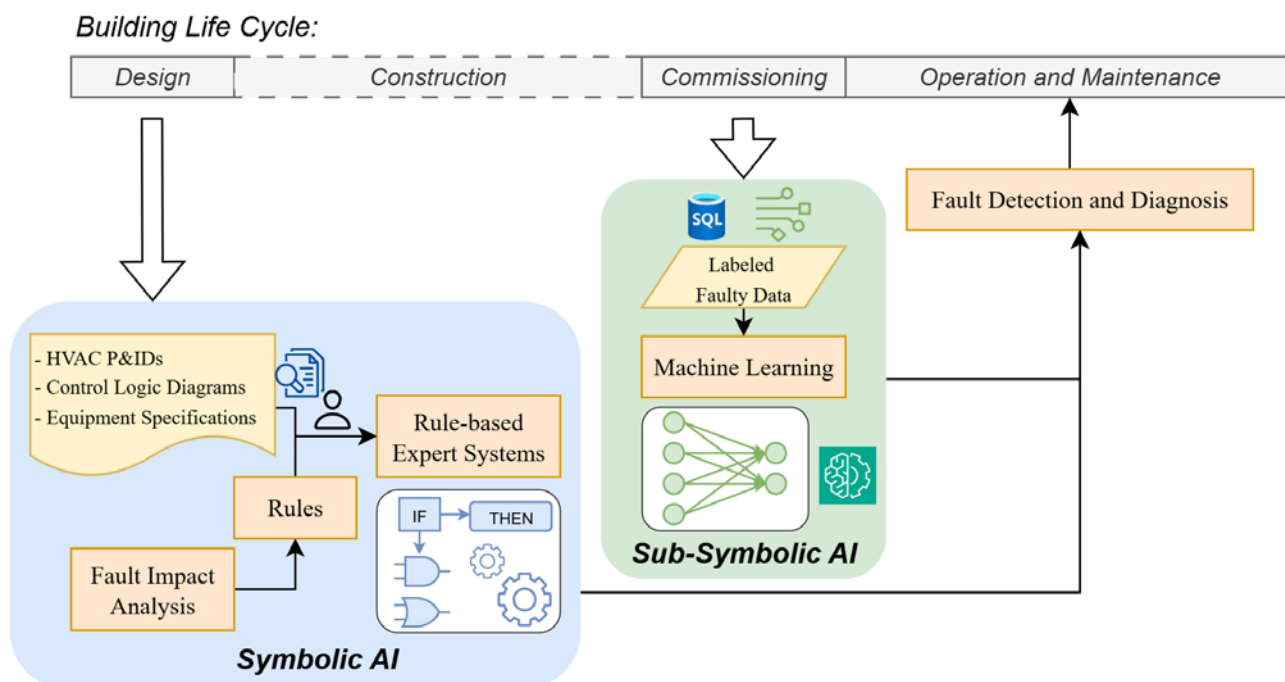 Building Life Cycle:
Design
Construction
Commissioning
Operation and Maintenance
Fault Detection and Diagnosis
SQL
Labeled
Faulty Data
Machine Learning
Sub-Symbolic AI
- HVAC P&IDs
- Control Logic Diagrams
- Equipment Specifications
Rule-based
Expert Systems
Rules
IF
THEN
Fault Impact
Analysis
Symbolic AI